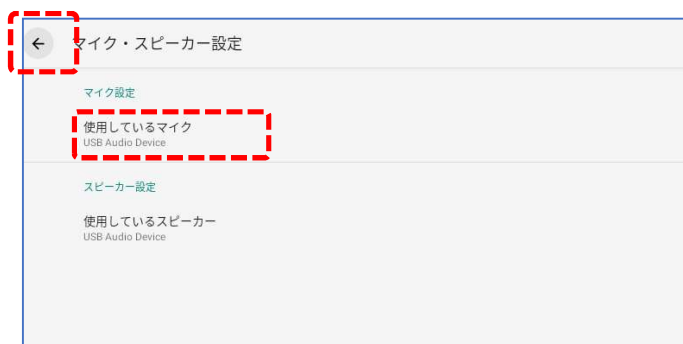 マイク・スピーカー設定
マイク設定
使用しているマイク
USB Audio Device
スピーカー設定
使用しているスピーカー
USB Audio Device